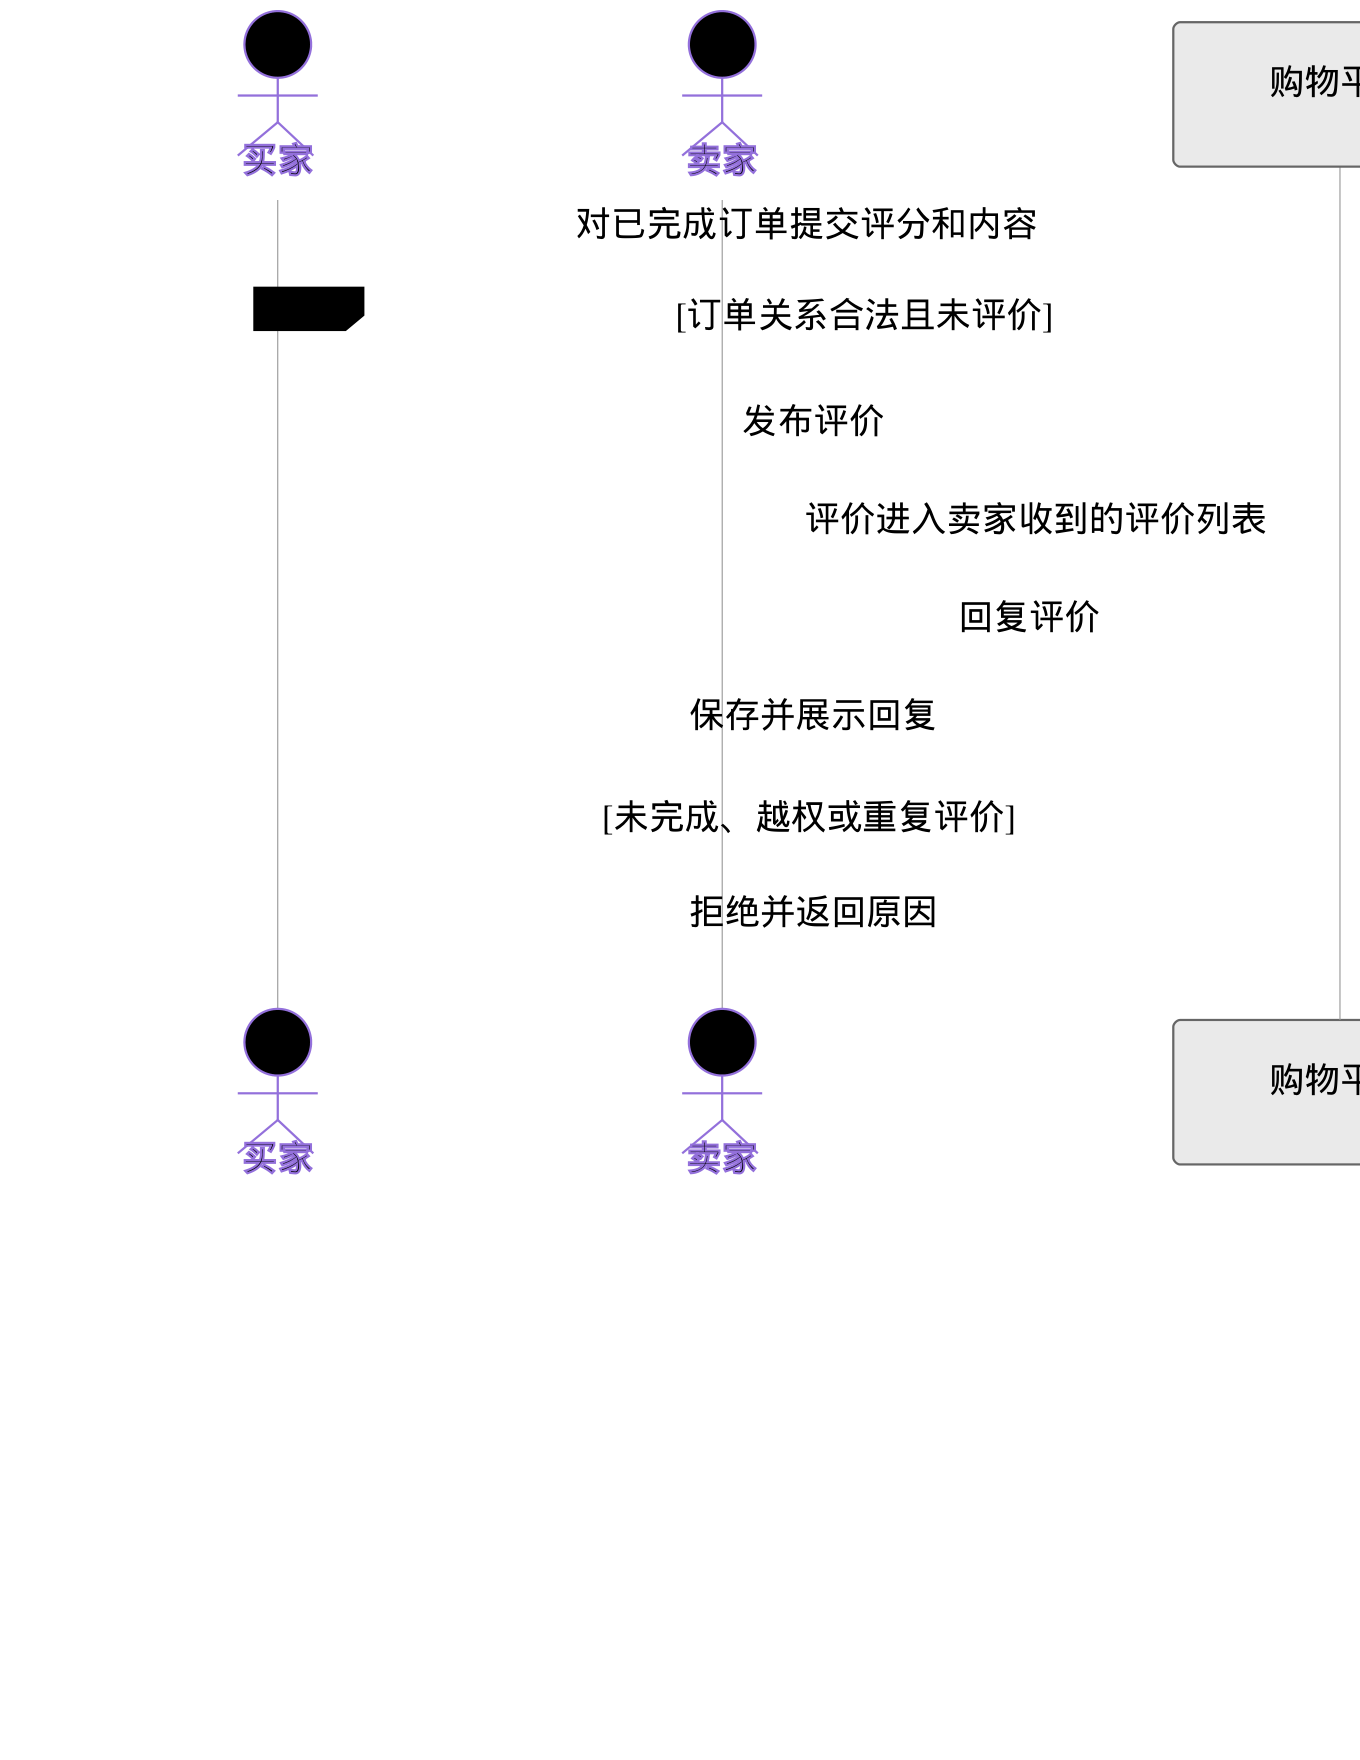 买家
卖家
购物平
对已完成订单提交评分和内容
[订单关系合法且未评价]
发布评价
评价进入卖家收到的评价列表
回复评价
保存并展示回复
[未完成、越权或重复评价]
拒绝并返回原因
买家
卖家
购物平